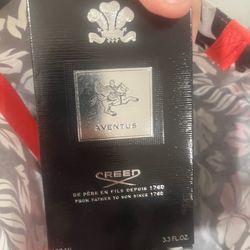 AVENTUS
CREED
DE PÈRE EN FILS DEPUIS 1760
FROM FATHER TO SON SINCE 1760
3.3 FL.OZ.